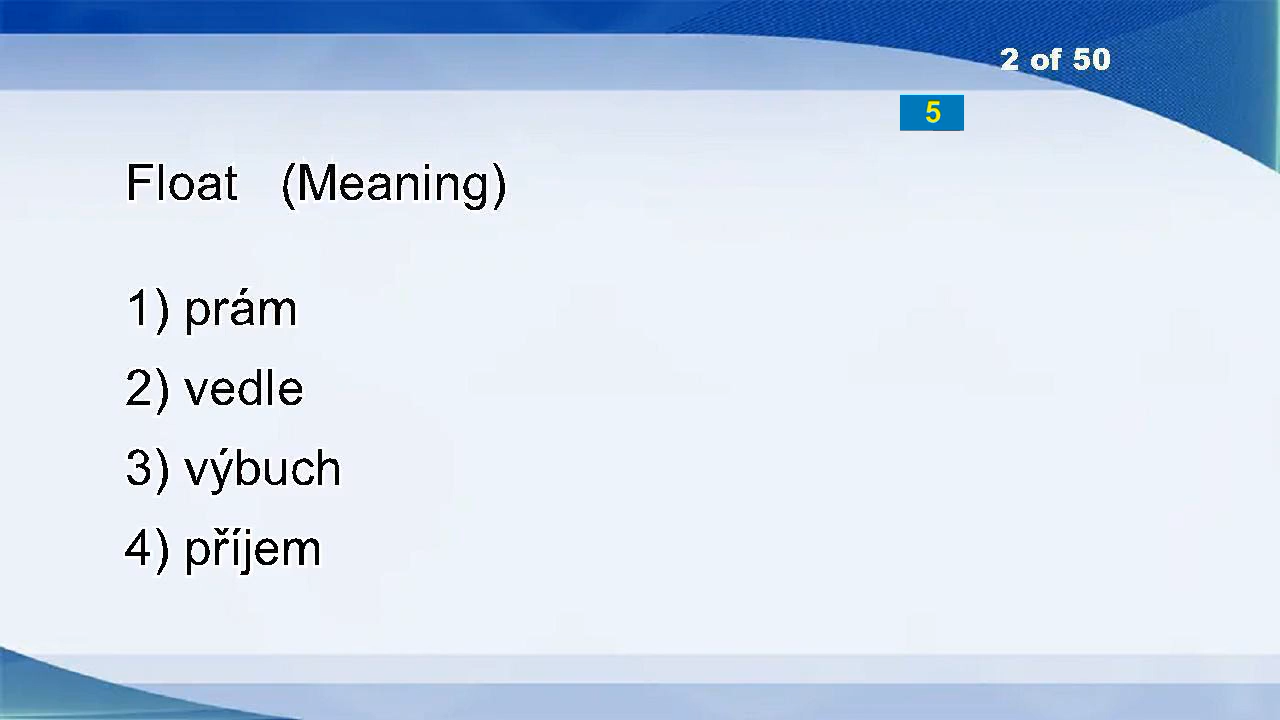 2 of 50
5
Float (Meaning)
1) prám
2) vedle
3) výbuch
4) příjem